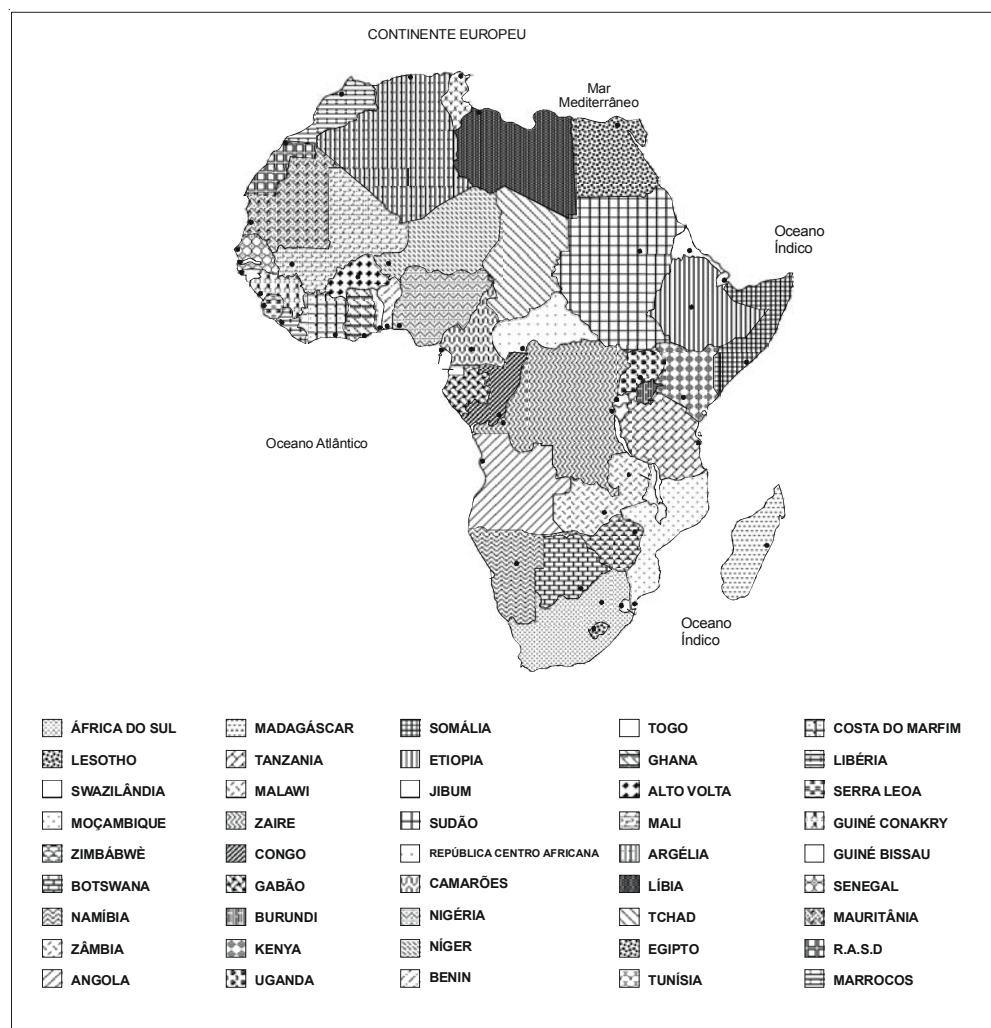 CONTINENTE EUROPEU
Mar
Mediterrâneo
Oceano
Índico
Oceano Atlântico
Oceano
Índico
ÁFRICA DO SUL
LESOTHO
SWAZILÂNDIA
MOÇAMBIQUE
ZIMBÁBWÈ
BOTSWANA
NAMÍBIA
ZÂMBIA
ANGOLA
MADAGÁSCAR
TANZANIA
MALAWI
ZAIRE
CONGO
GABÃO
BURUNDI
KENYA
UGANDA
SOMÁLIA
ETIOPIA
JIBUM
SUDÃO
REPÚBLICA CENTRO AFRICANA
CAMARÕES
NIGÉRIA
NÍGER
BENIN
TOGO
GHANA
ALTO VOLTA
MALI
ARGÉLIA
LÍBIA
TCHAD
EGIPTO
TUNÍSIA
COSTA DO MARFIM
LIBÉRIA
SERRA LEOA
GUINÉ CONAKRY
GUINÉ BISSAU
SENEGAL
MAURITÂNIA
R.A.S.D
MARROCOS